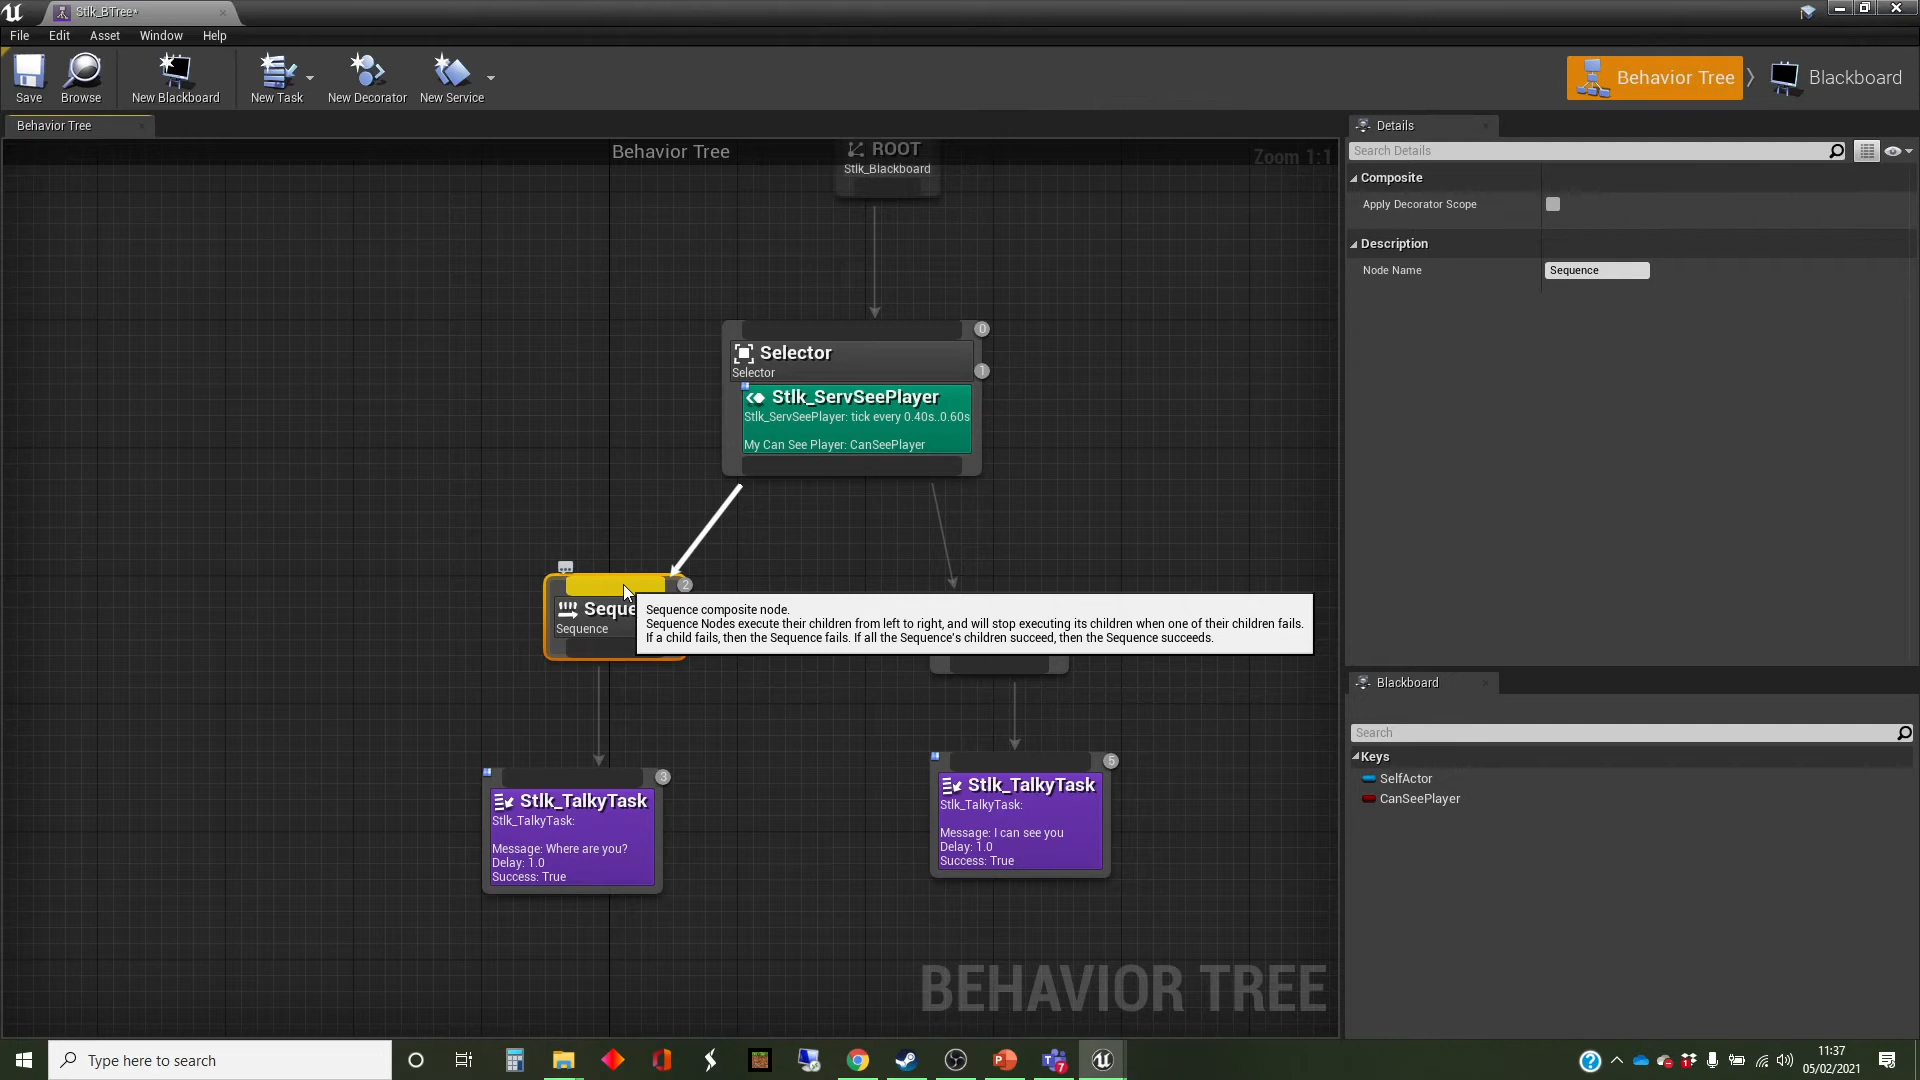 Stlk_BTree*
File Edit Asset Window Help
Save Browse New Blackboard New Task New Decorator New Service
Behavior Tree Blackboard
Behavior Tree
Behavior Tree
Zoom 1:1
ROOT
Stlk_Blackboard
0
Selector
Selector
1
Stlk_ServSeePlayer
Stlk_ServSeePlayer: tick every 0.40s..0.60s
My Can See Player: CanSeePlayer
2
Seque
Sequence
Sequence composite node.
Sequence Nodes execute their children from left to right, and will stop executing its children when one of their children fails.
If a child fails, then the Sequence fails. If all the Sequence's children succeed, then the Sequence succeeds.
3
Stlk_TalkyTask
Stlk_TalkyTask:
Message: Where are you?
Delay: 1.0
Success: True
5
Stlk_TalkyTask
Stlk_TalkyTask:
Message: I can see you
Delay: 1.0
Success: True
BEHAVIOR TREE
Details
Search Details
Composite
Apply Decorator Scope
Description
Node Name Sequence
Blackboard
Search
Keys
SelfActor
CanSeePlayer
Type here to search
7
11:37
05/02/2021